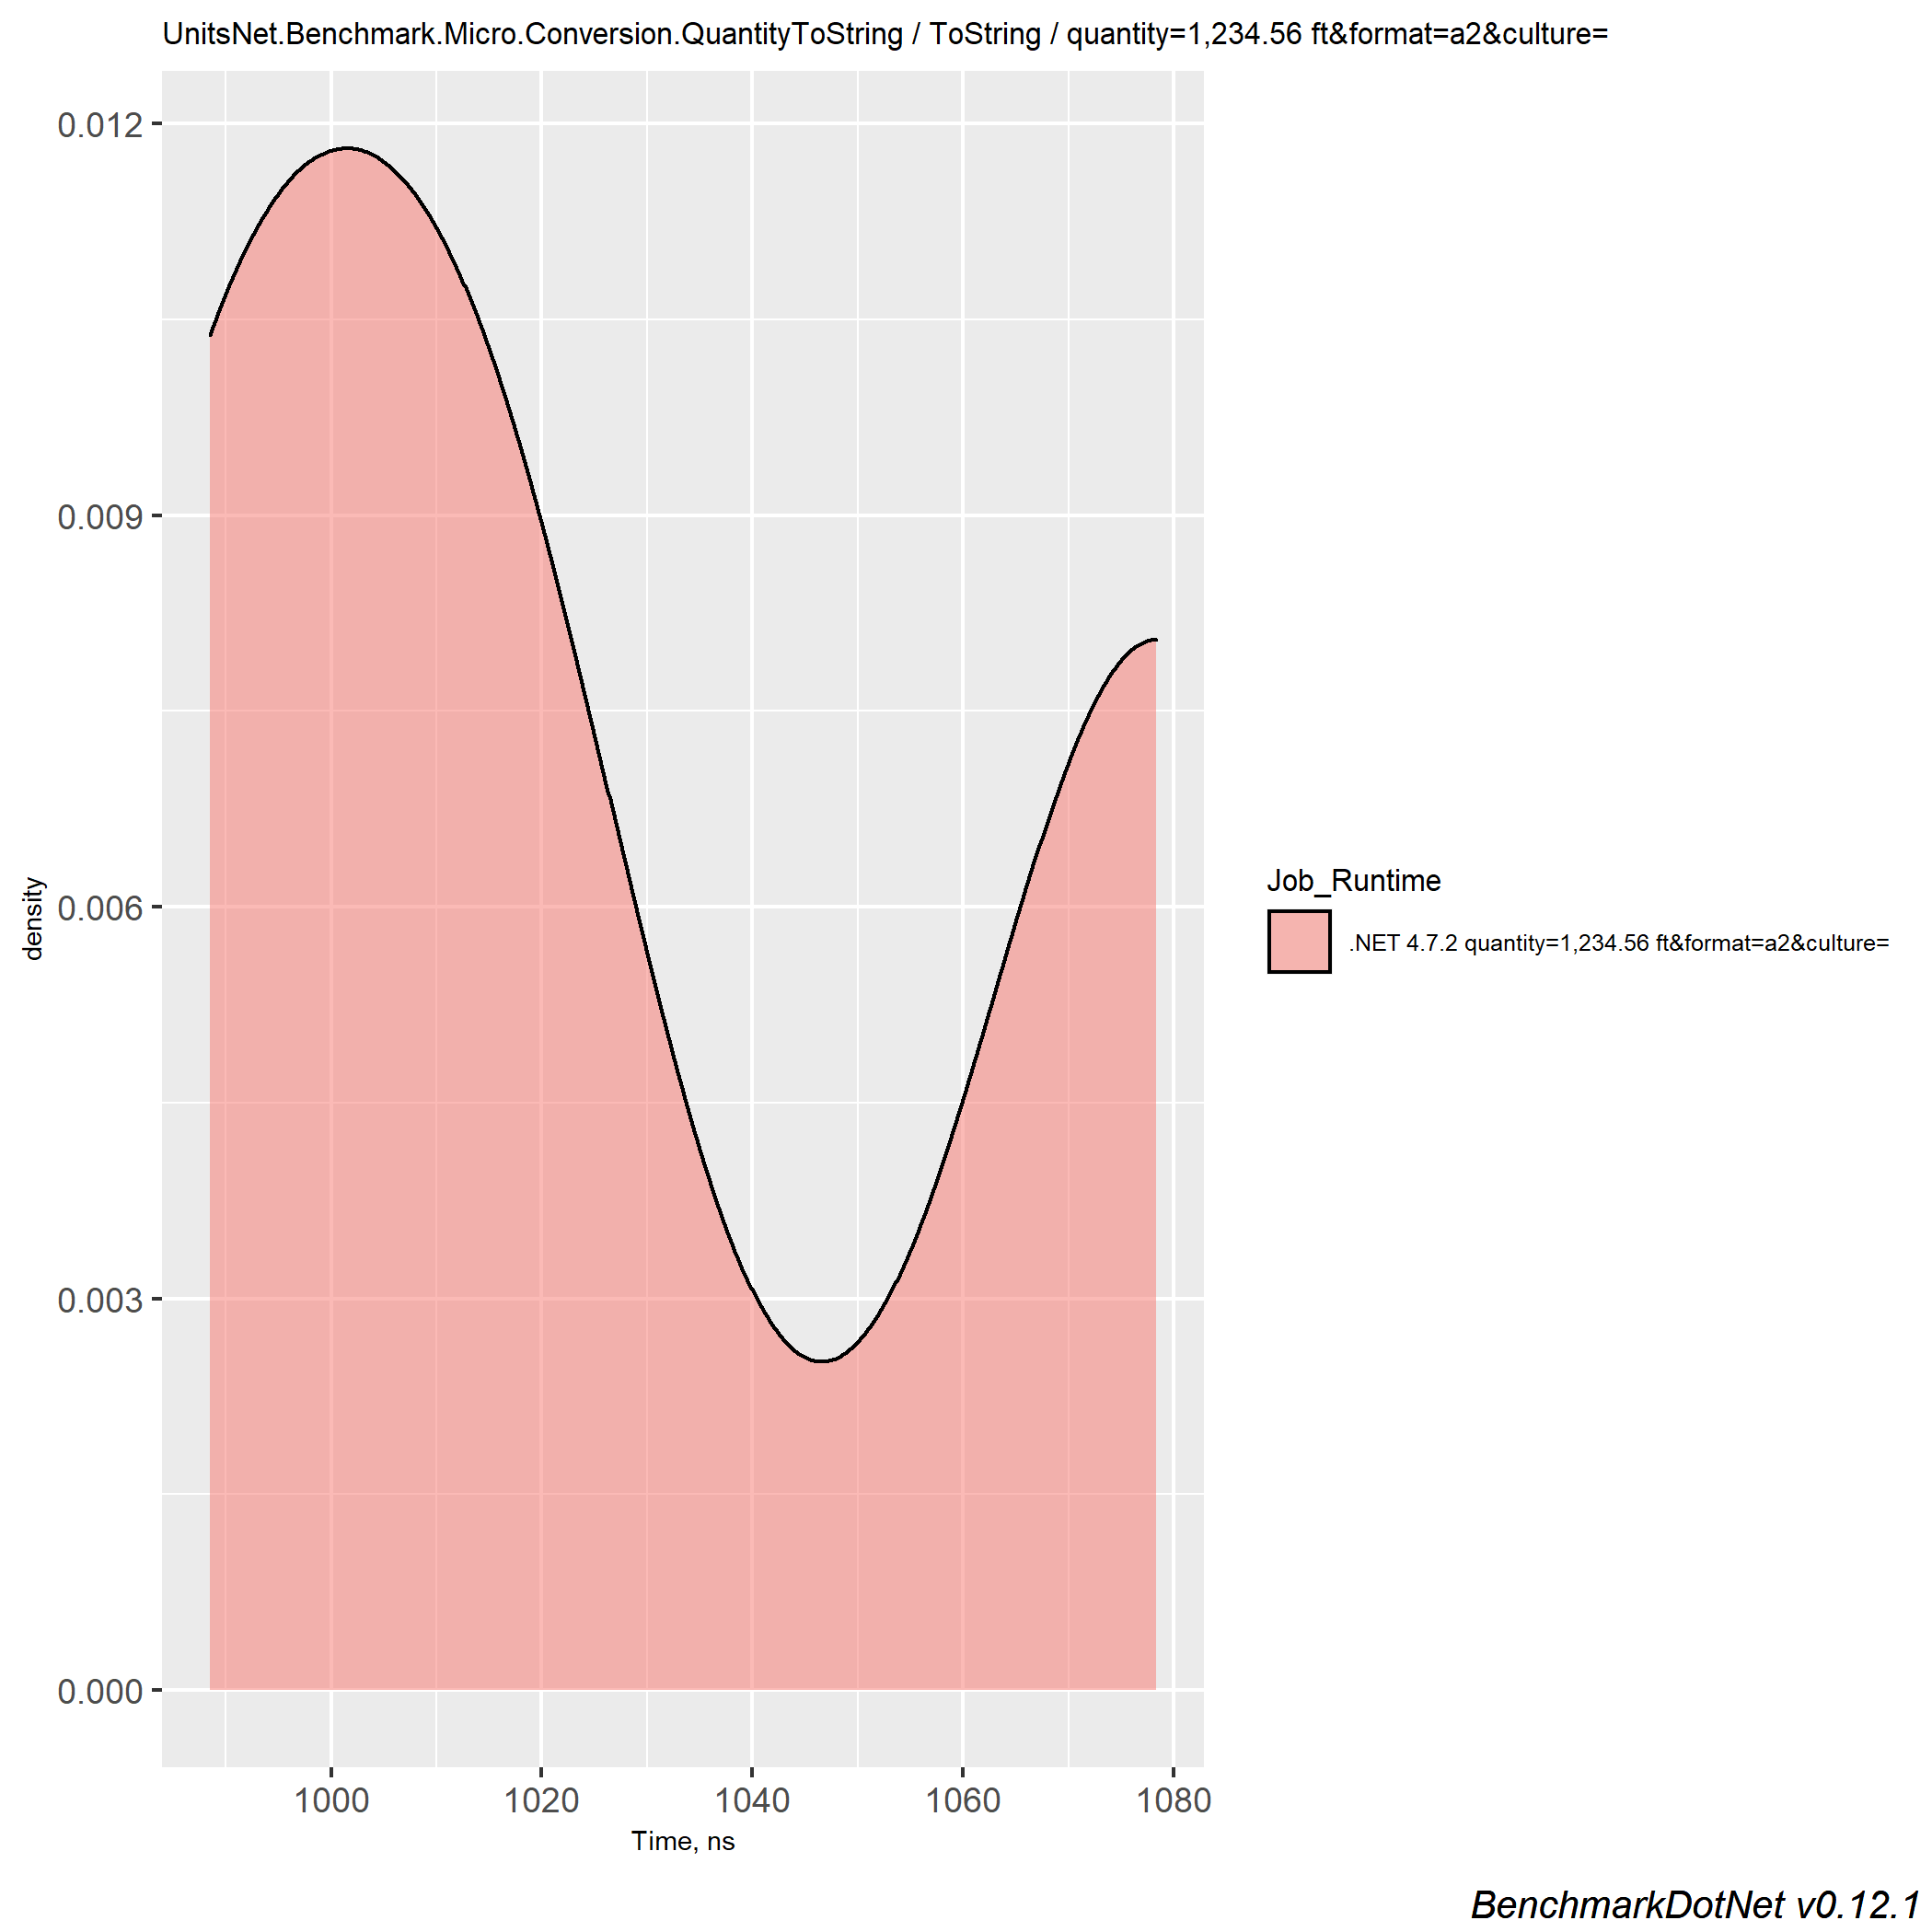 UnitsNet.Benchmark.Micro.Conversion.QuantityToString / ToString / quantity=1,234.56 ft&format=a2&culture=
0.012
0.009
0.006
0.003
0.000
density
1000 1020 1040 1060 1080
Time, ns
Job_Runtime
.NET 4.7.2 quantity=1,234.56 ft&format=a2&culture=
BenchmarkDotNet v0.12.1